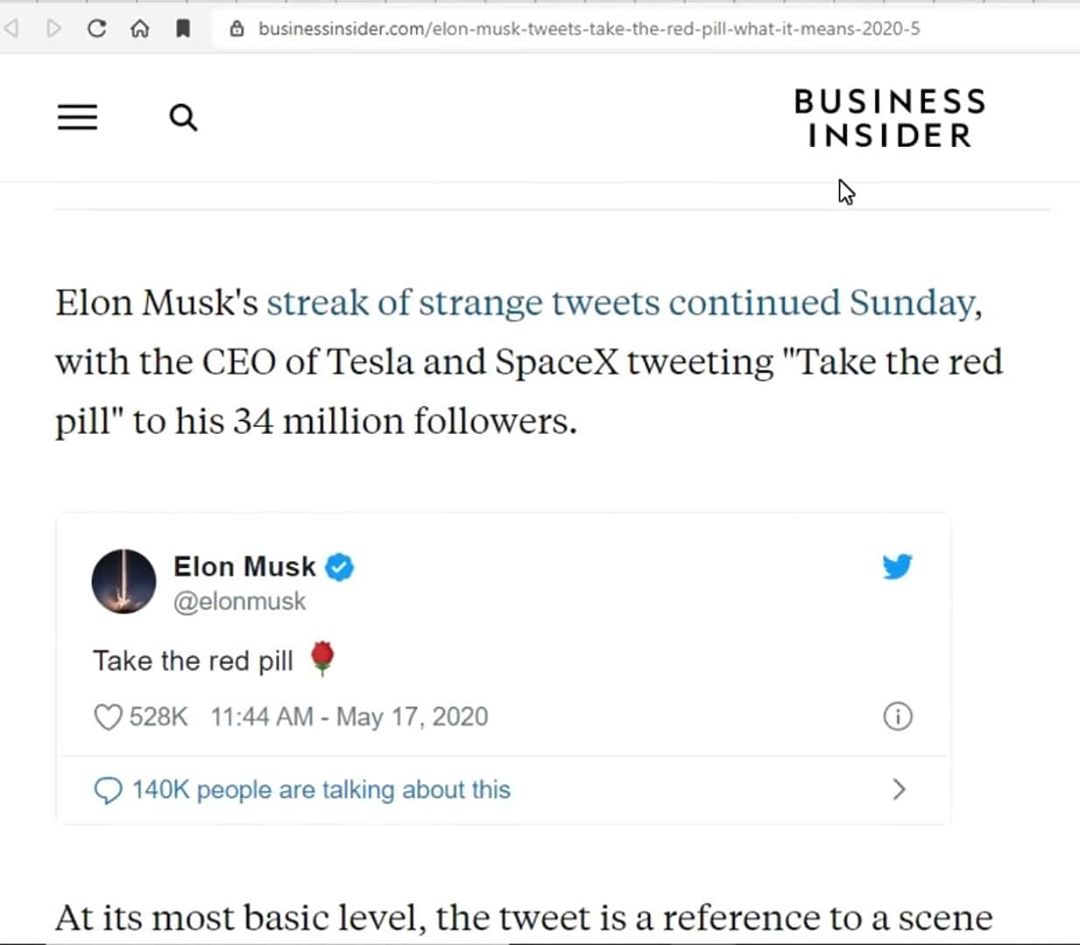 businessinsider.com/elon-musk-tweets-take-the-red-pill-what-it-means-2020-5
BUSINESS
INSIDER
Elon Musk's streak of strange tweets continued Sunday,
with the CEO of Tesla and SpaceX tweeting "Take the red
pill" to his 34 million followers.
Elon Musk
@elonmusk
Take the red pill 🌹
528K 11:44 AM - May 17, 2020
140K people are talking about this
At its most basic level, the tweet is a reference to a scene